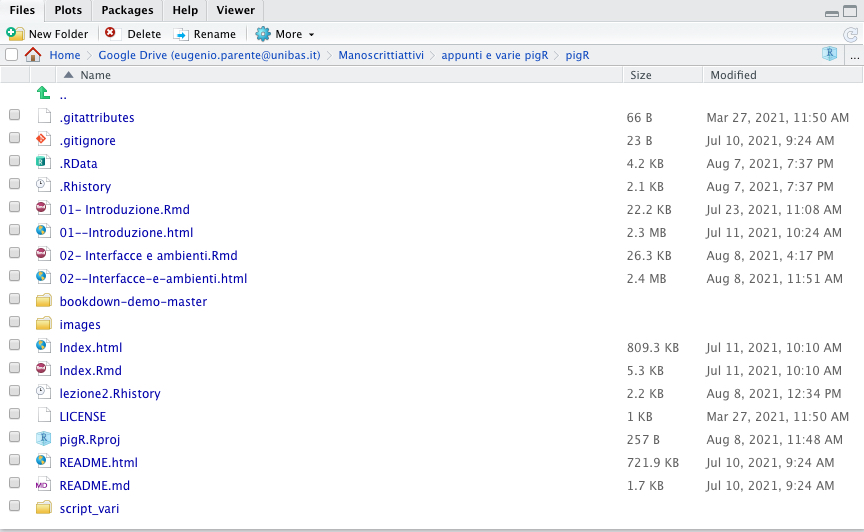 Files Plots Packages Help Viewer
New Folder Delete Rename More
Home Google Drive (eugenio.parente@unibas.it) Manoscrittiattivi appunti e varie pigR pigR R ...
Name Size Modified
..
.gitattributes 66 B Mar 27, 2021, 11:50 AM
.gitignore 23 B Jul 10, 2021, 9:24 AM
.RData 4.2 KB Aug 7, 2021, 7:37 PM
.Rhistory 2.1 KB Aug 7, 2021, 7:37 PM
01- Introduzione.Rmd 22.2 KB Jul 23, 2021, 11:08 AM
01--Introduzione.html 2.3 MB Jul 11, 2021, 10:24 AM
02- Interfacce e ambienti.Rmd 26.3 KB Aug 8, 2021, 4:17 PM
02--Interfacce-e-ambienti.html 2.4 MB Aug 8, 2021, 11:51 AM
bookdown-demo-master
images
Index.html 809.3 KB Jul 11, 2021, 10:10 AM
Index.Rmd 5.3 KB Jul 11, 2021, 10:10 AM
lezione2.Rhistory 2.2 KB Aug 8, 2021, 12:34 PM
LICENSE 1 KB Mar 27, 2021, 11:50 AM
R pigR.Rproj 257 B Aug 8, 2021, 11:48 AM
README.html 721.9 KB Jul 10, 2021, 9:24 AM
MD README.md 1.7 KB Jul 10, 2021, 9:24 AM
script_vari